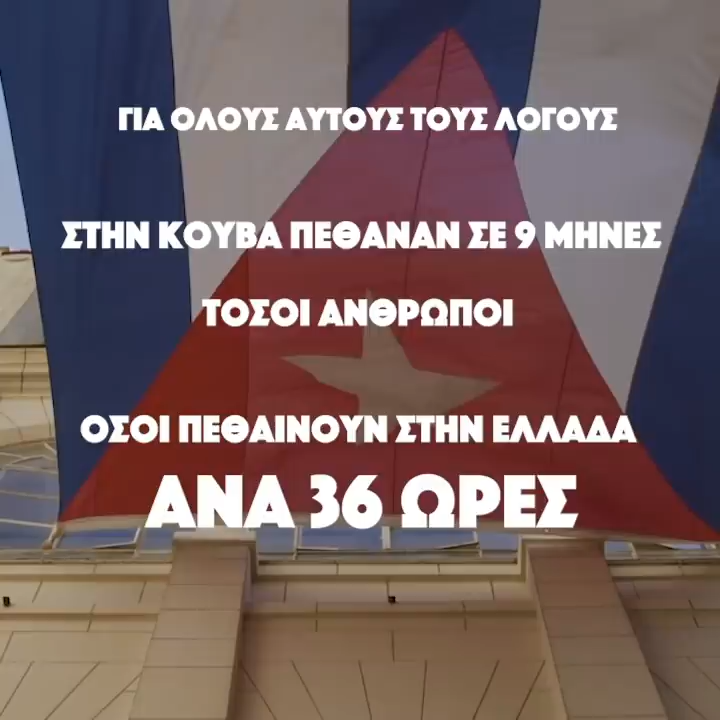 ΓΙΑ ΟΛΟΥΣ ΑΥΤΟΥΣ ΤΟΥΣ ΛΟΓΟΥΣ
ΣΤΗΝ ΚΟΥΒΑ ΠΕΘΑΝΑΝ ΣΕ 9 ΜΗΝΕΣ
ΤΟΣΟΙ ΑΝΘΡΩΠΟΙ
ΟΣΟΙ ΠΕΘΑΙΝΟΥΝ ΣΤΗΝ ΕΛΛΑΔΑ
ΑΝΑ 36 ΩΡΕΣ